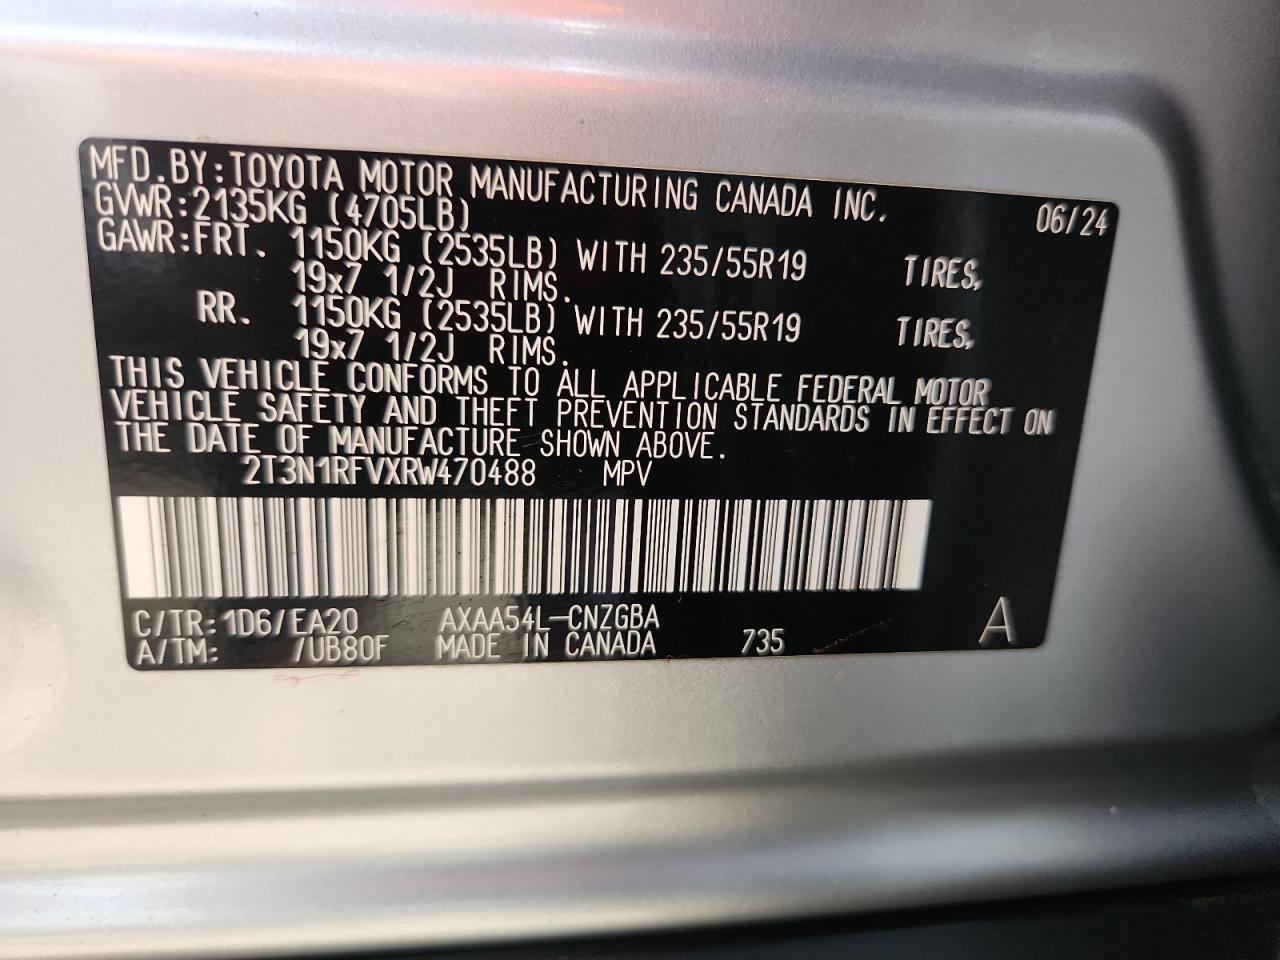 MFD.BY:TOYOTA MOTOR MANUFACTURING CANADA INC. 06/24
GVWR:2135KG (4705LB)
GAWR:FRT. 1150KG (2535LB) WITH 235/55R19 TIRES,
19x7 1/2J RIMS.
RR. 1150KG (2535LB) WITH 235/55R19 TIRES,
19x7 1/2J RIMS.
THIS VEHICLE CONFORMS TO ALL APPLICABLE FEDERAL MOTOR
VEHICLE SAFETY AND THEFT PREVENTION STANDARDS IN EFFECT ON
THE DATE OF MANUFACTURE SHOWN ABOVE.
2T3N1RFVXRW470488 MPV
C/TR:1D6/EA20 AXAA54L-CNZGBA
A/TM: /UB80F MADE IN CANADA 735 A